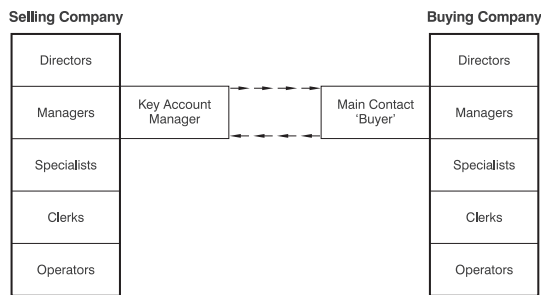 Selling Company
Buying Company
Directors
Directors
Managers
Key Account
Manager
Main Contact
'Buyer'
Managers
Specialists
Specialists
Clerks
Clerks
Operators
Operators